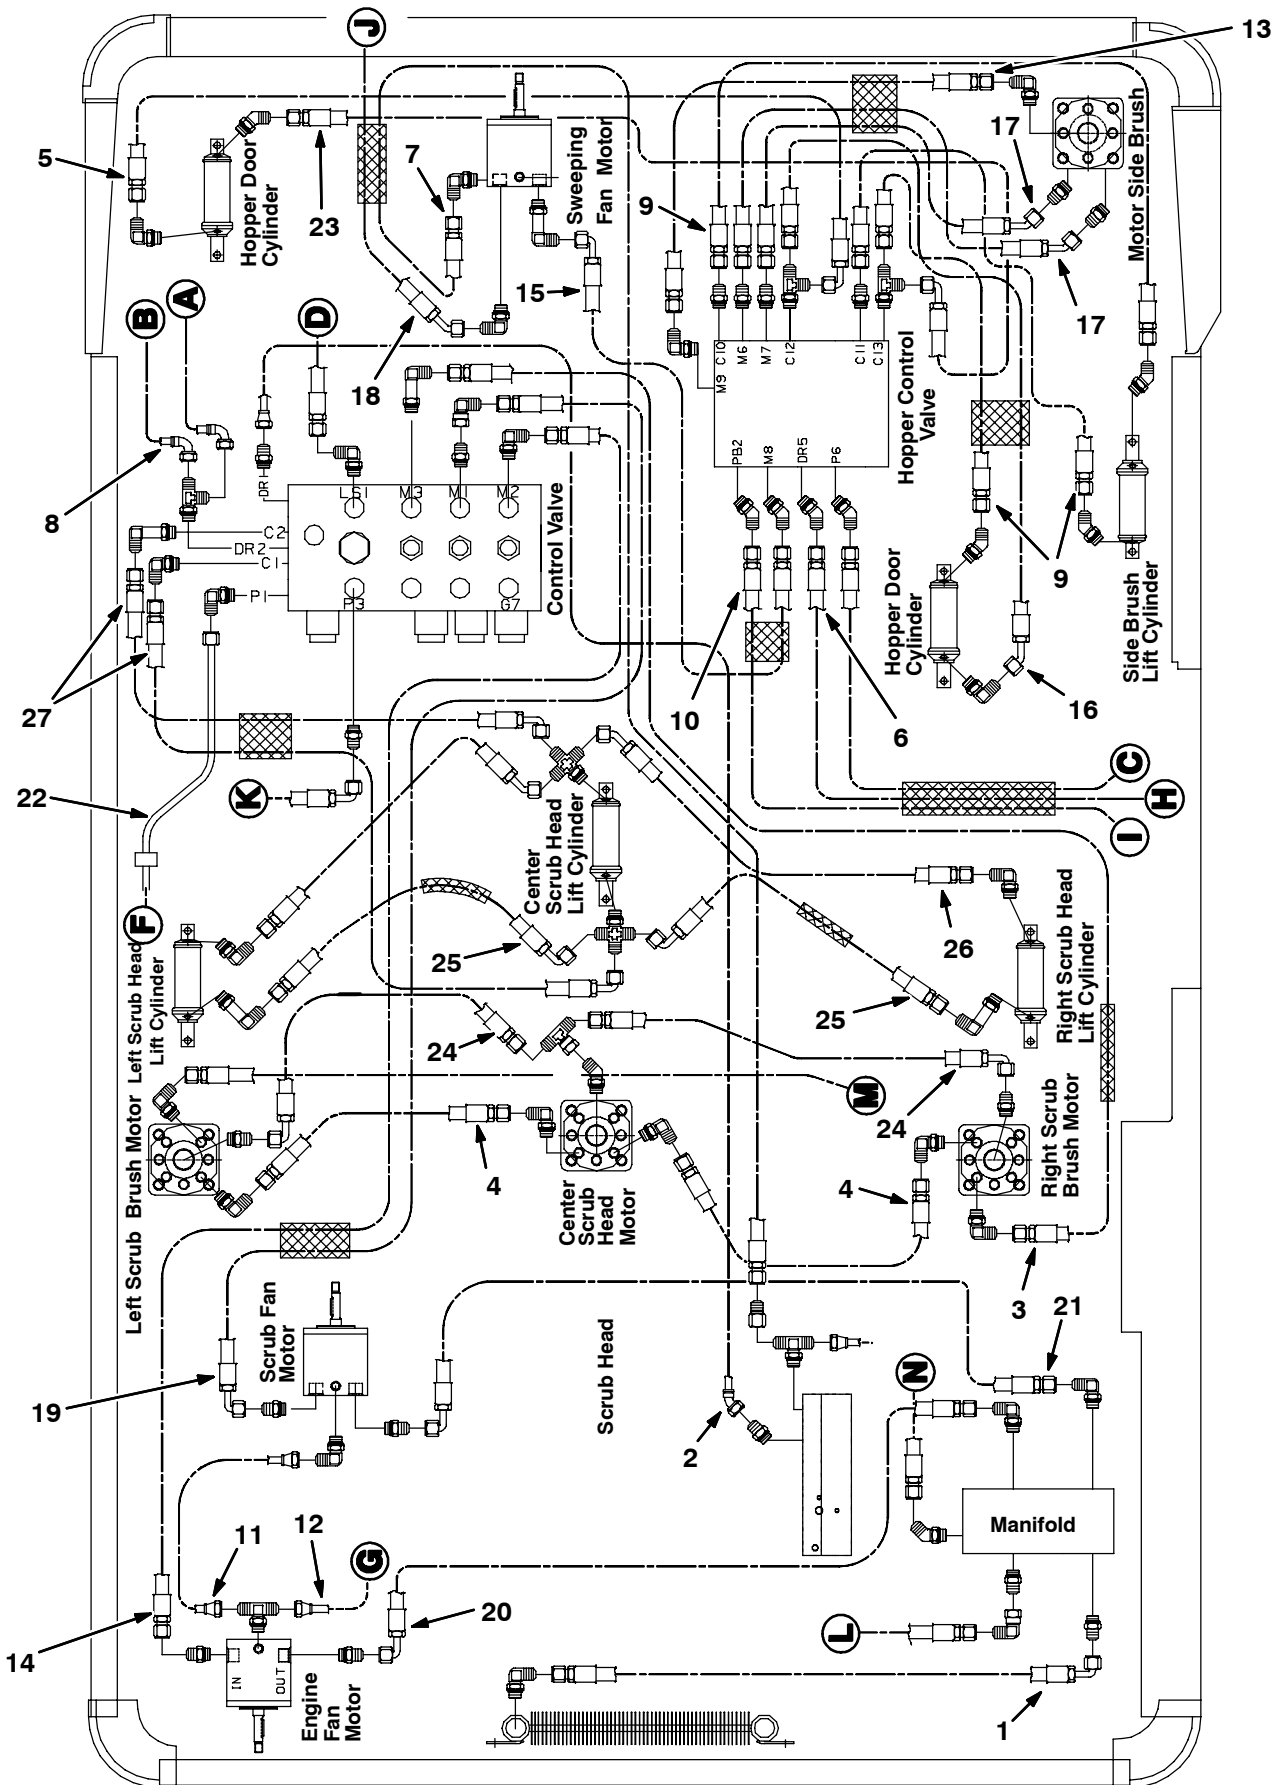 J
13
5
7
17
9
23
Hopper Door
Cylinder
Sweeping
Fan Motor
Motor Side Brush
B
A
15
D
17
18
M9
C10
M6
M7
C12
C11
C13
Hopper Control
Valve
PB2
M8
DR5
P6
8
DR1
LS1
M3
M1
M2
C2
DR2
C1
P1
P3
G7
Control Valve
9
10
6
Hopper Door
Cylinder
16
Side Brush
Lift Cylinder
27
22
K
C
H
I
F
Center
Scrub Head
Lift Cylinder
25
26
Left Scrub Head
Lift Cylinder
25
Right Scrub Head
Lift Cylinder
24
M
24
Left Scrub Brush Motor
4
Center
Scrub
Head
Motor
4
Right Scrub
Brush Motor
3
21
Scrub Fan
Motor
19
Scrub Head
2
N
Manifold
11
12
G
14
20
L
IN
OUT
Engine
Fan
Motor
1